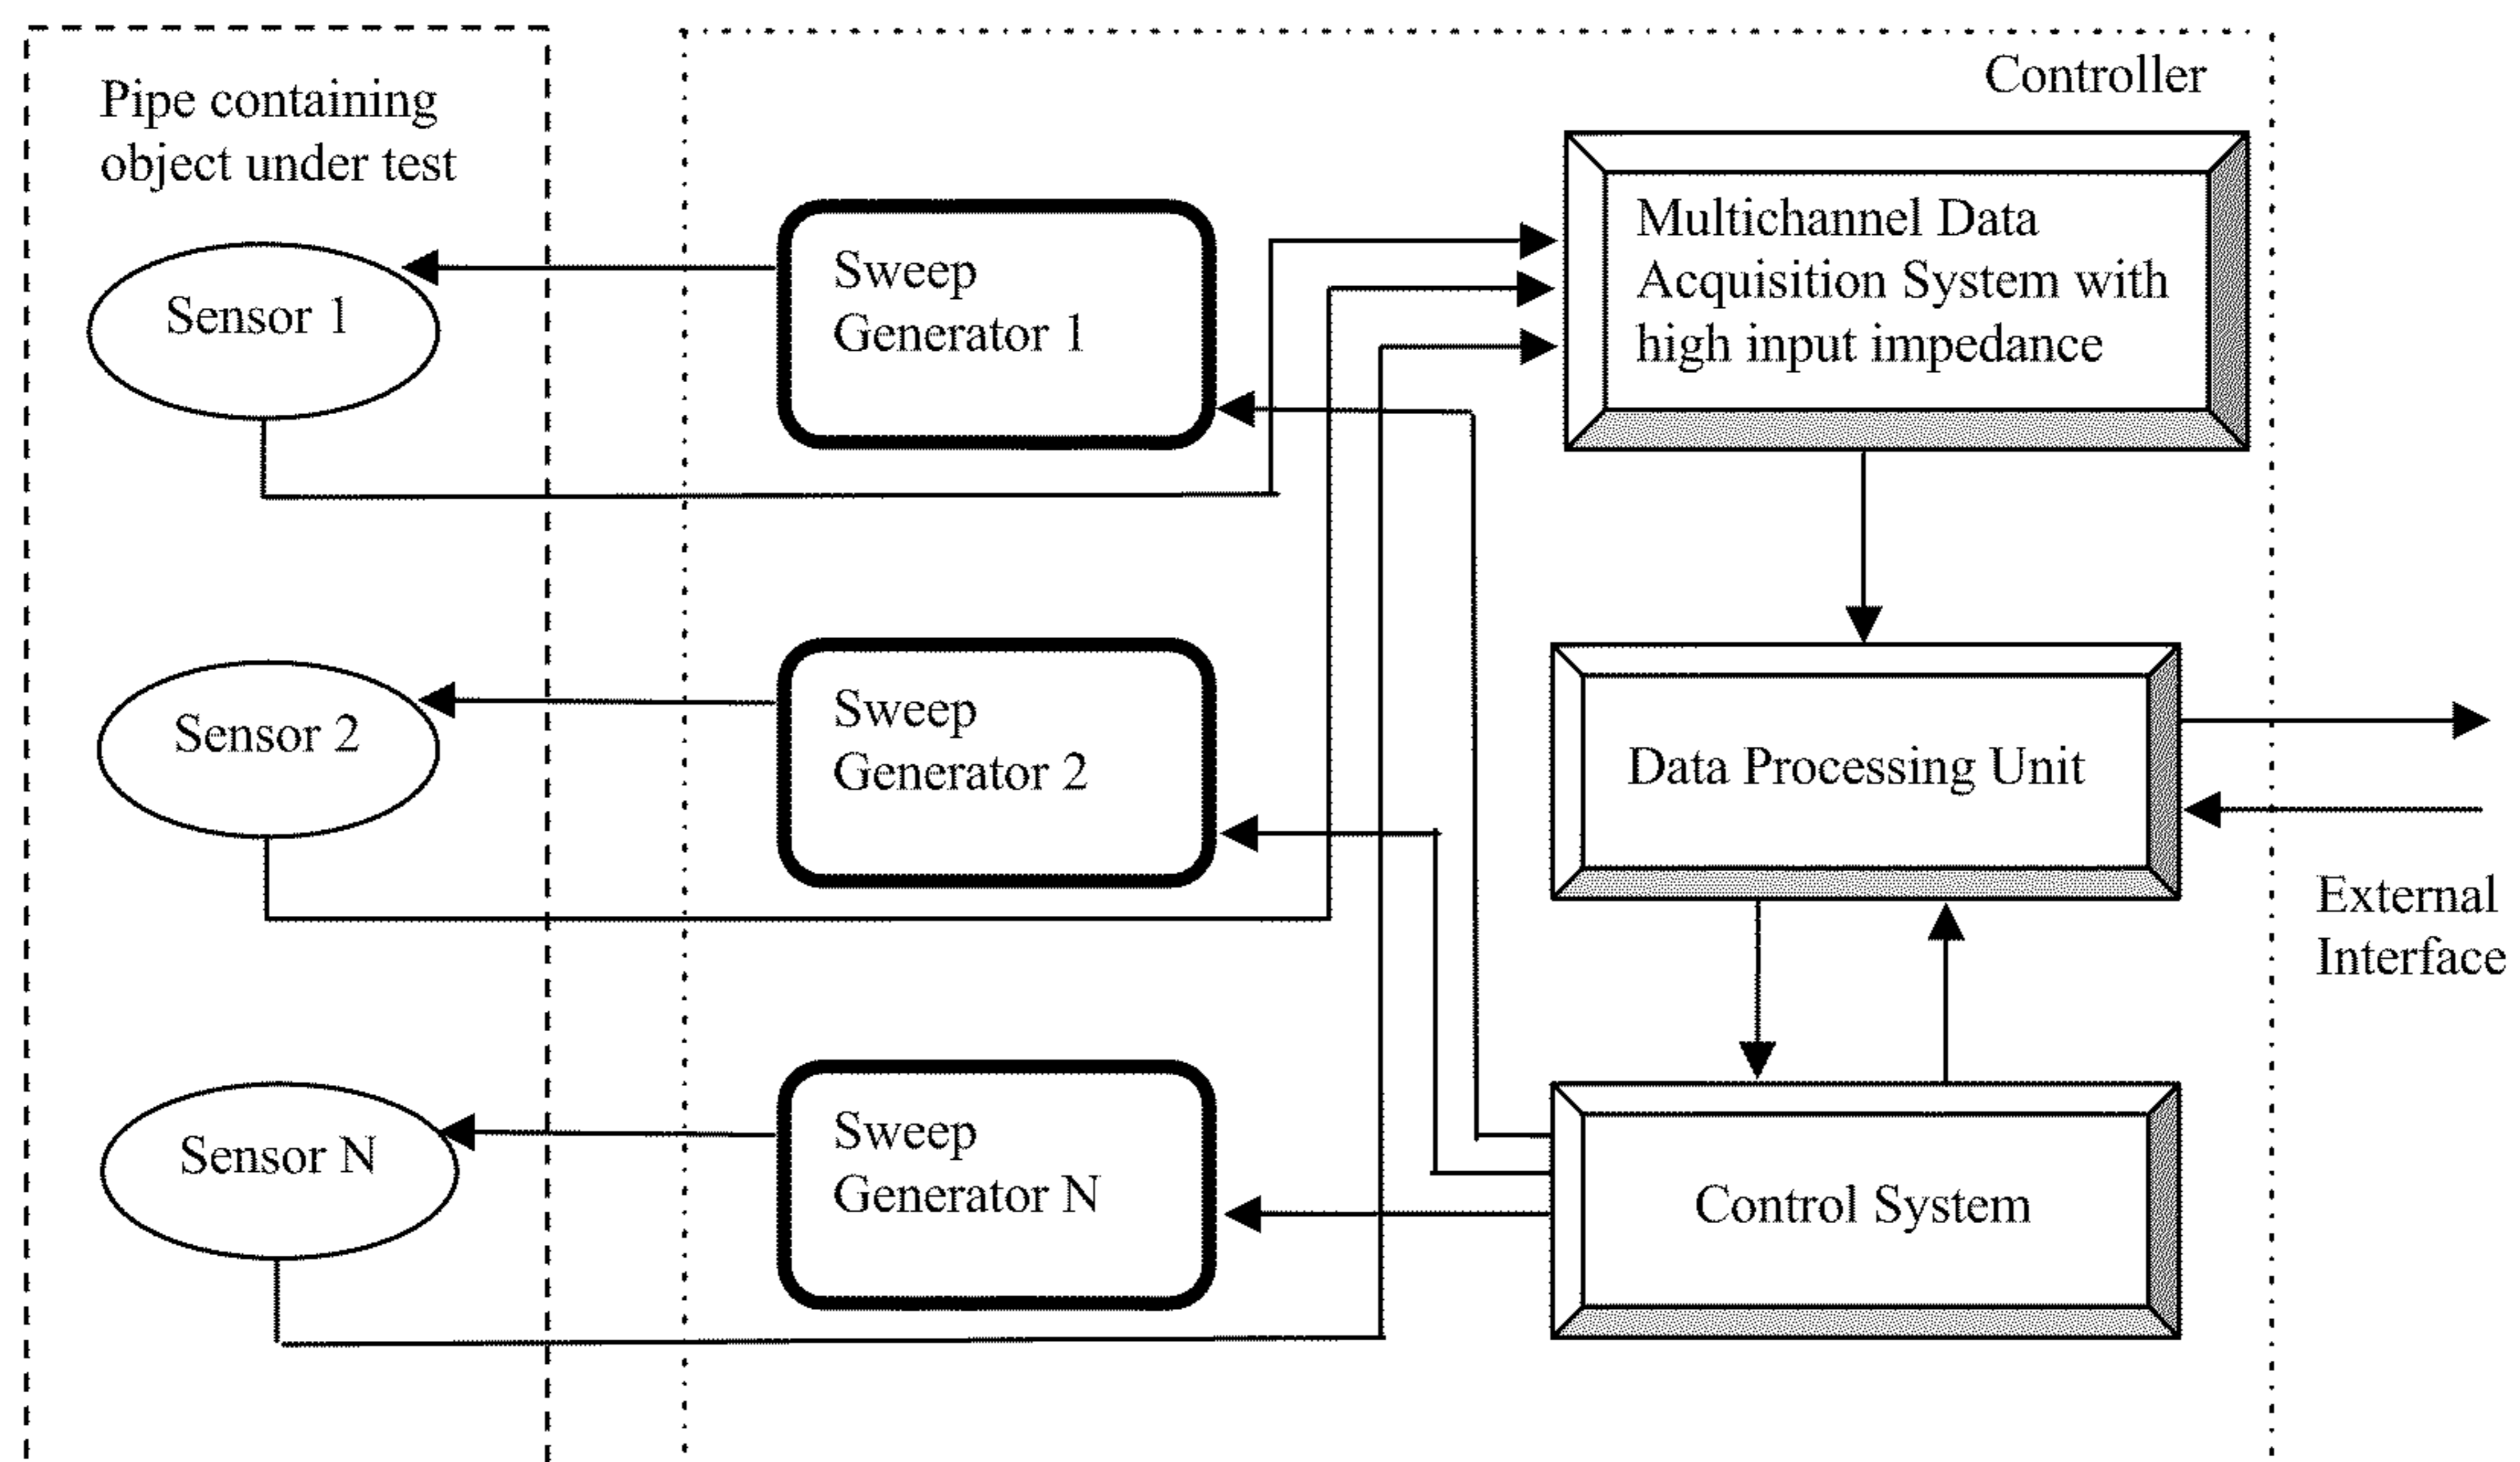 Pipe containing
object under test
Controller
Sensor 1
Sweep
Generator 1
Multichannel Data
Acquisition System with
high input impedance
Sensor 2
Sweep
Generator 2
Data Processing Unit
External
Interface
Sensor N
Sweep
Generator N
Control System